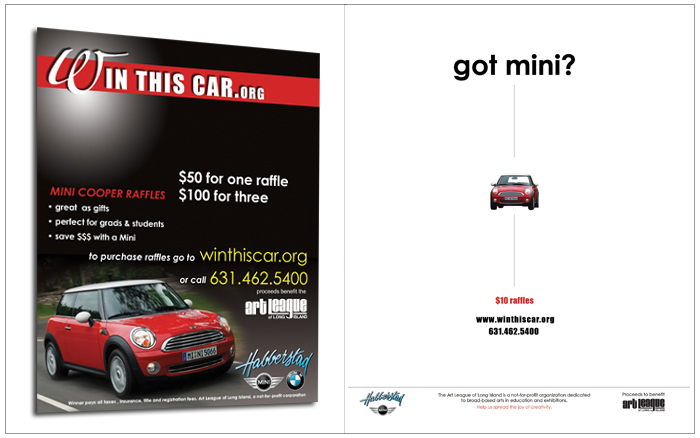 WIN THIS CAR.ORG
$50 for one raffle
$100 for three
MINI COOPER RAFFLES
• great as gifts
• perfect for grads & students
• save $$$ with a Mini
to purchase raffles go to winthiscar.org
or call 631.462.5400
proceeds benefit the
art league
of LONG ISLAND
MINI 5066
Habberstad
MINI
Winner pays all taxes, insurance, title and registration fees. Art League of Long Island, a not-for-profit corporation
got mini?
$10 raffles
www.winthiscar.org
631.462.5400
Habberstad
MINI
The Art League of Long Island is a not-for-profit organization dedicated
to broad-based arts in education and exhibitions.
Help us spread the joy of creativity.
Proceeds to benefit
art league